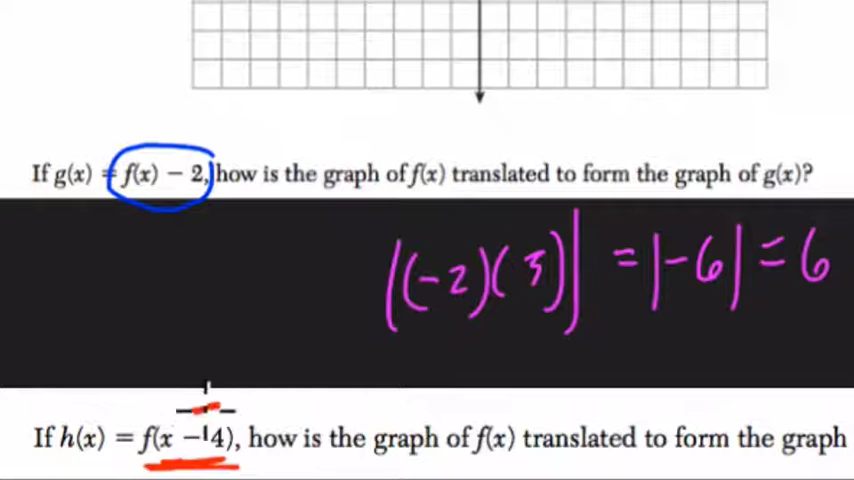 If g(x) = f(x) − 2, how is the graph of f(x) translated to form the graph of g(x)?
|(-2)(3)| = |-6| = 6
If h(x) = f(x − 4), how is the graph of f(x) translated to form the graph